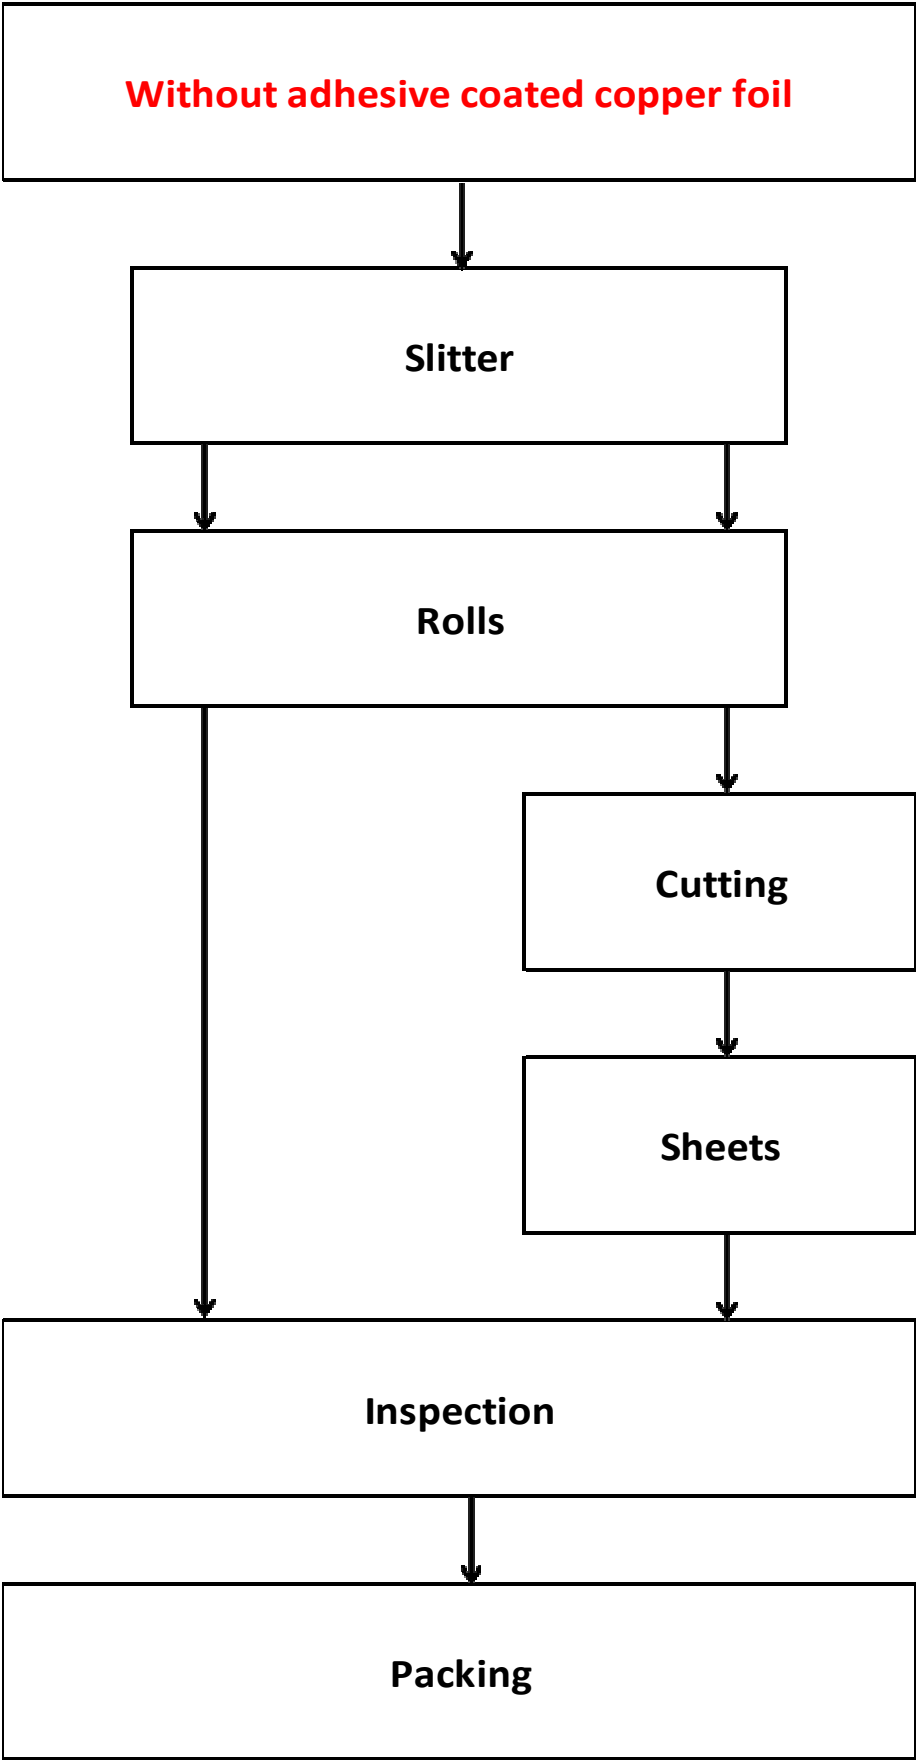 Without adhesive coated copper foil
Slitter
Rolls
Cutting
Sheets
Inspection
Packing